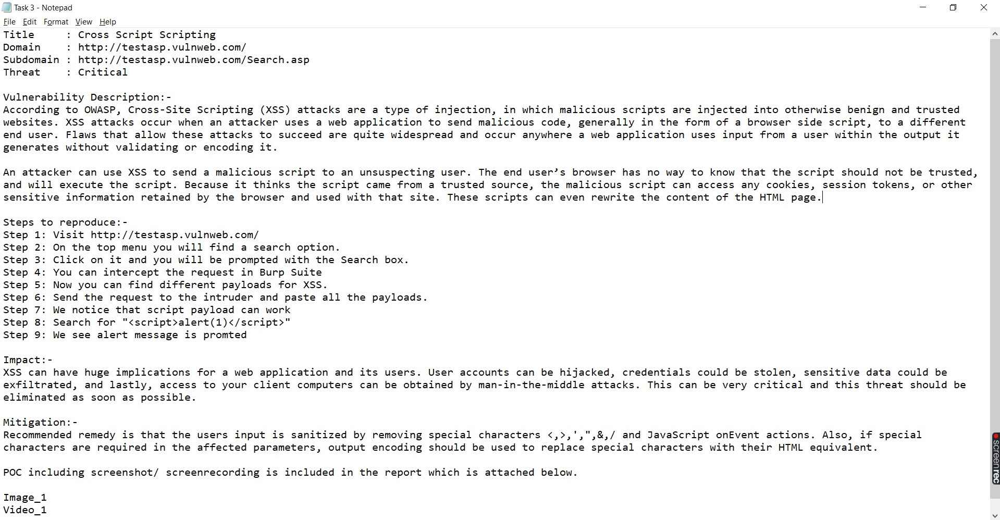 Task 3 - Notepad
File Edit Format View Help
Title     : Cross Script Scripting
Domain    : http://testasp.vulnweb.com/
Subdomain : http://testasp.vulnweb.com/Search.asp
Threat    : Critical
Vulnerability Description:-
According to OWASP, Cross-Site Scripting (XSS) attacks are a type of injection, in which malicious scripts are injected into otherwise benign and trusted
websites. XSS attacks occur when an attacker uses a web application to send malicious code, generally in the form of a browser side script, to a different
end user. Flaws that allow these attacks to succeed are quite widespread and occur anywhere a web application uses input from a user within the output it
generates without validating or encoding it.
An attacker can use XSS to send a malicious script to an unsuspecting user. The end user’s browser has no way to know that the script should not be trusted,
and will execute the script. Because it thinks the script came from a trusted source, the malicious script can access any cookies, session tokens, or other
sensitive information retained by the browser and used with that site. These scripts can even rewrite the content of the HTML page.
Steps to reproduce:-
Step 1: Visit http://testasp.vulnweb.com/
Step 2: On the top menu you will find a search option.
Step 3: Click on it and you will be prompted with the Search box.
Step 4: You can intercept the request in Burp Suite
Step 5: Now you can find different payloads for XSS.
Step 6: Send the request to the intruder and paste all the payloads.
Step 7: We notice that script payload can work
Step 8: Search for "<script>alert(1)</script>"
Step 9: We see alert message is promted
Impact:-
XSS can have huge implications for a web application and its users. User accounts can be hijacked, credentials could be stolen, sensitive data could be
exfiltrated, and lastly, access to your client computers can be obtained by man-in-the-middle attacks. This can be very critical and this threat should be
eliminated as soon as possible.
Mitigation:-
Recommended remedy is that the users input is sanitized by removing special characters <,>,',",&,/ and JavaScript onEvent actions. Also, if special
characters are required in the affected parameters, output encoding should be used to replace special characters with their HTML equivalent.
POC including screenshot/ screenrecording is included in the report which is attached below.
Image_1
Video_1
screenrec